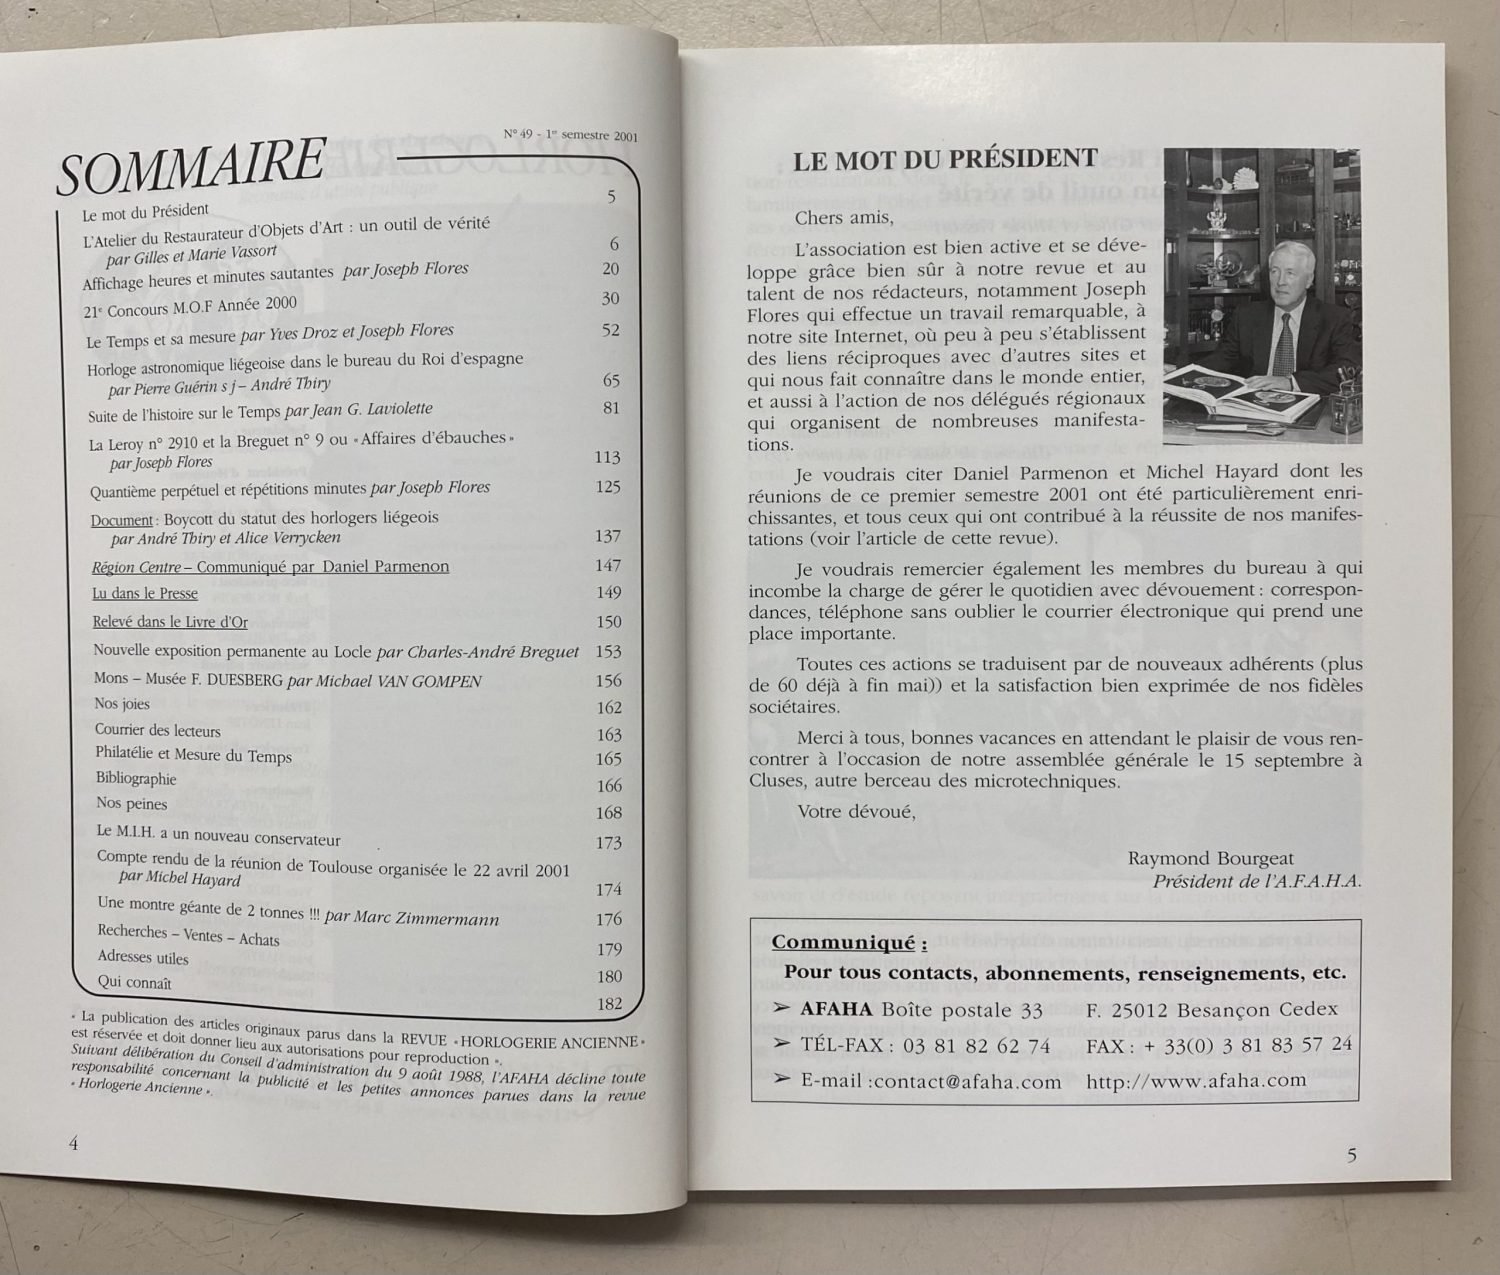 N° 49 - 1er semestre 2001
SOMMAIRE
Le mot du Président 5
L'Atelier du Restaurateur d'Objets d'Art : un outil de vérité
par Gilles et Marie Vassort 6
Affichage heures et minutes sautantes par Joseph Flores 20
21e Concours M.O.F Année 2000 30
Le Temps et sa mesure par Yves Droz et Joseph Flores 52
Horloge astronomique liégeoise dans le bureau du Roi d'espagne
par Pierre Guérin s j – André Thiry 65
Suite de l'histoire sur le Temps par Jean G. Laviolette 81
La Leroy n° 2910 et la Breguet n° 9 ou « Affaires d'ébauches »
par Joseph Flores 113
Quantième perpétuel et répétitions minutes par Joseph Flores 125
Document : Boycott du statut des horlogers liégeois
par André Thiry et Alice Verrycken 137
Région Centre – Communiqué par Daniel Parmenon 147
Lu dans le Presse 149
Relevé dans le Livre d'Or 150
Nouvelle exposition permanente au Locle par Charles-André Breguet 153
Mons – Musée F. DUESBERG par Michael VAN GOMPEN 156
Nos joies 162
Courrier des lecteurs 163
Philatélie et Mesure du Temps 165
Bibliographie 166
Nos peines 168
Le M.I.H. a un nouveau conservateur 173
Compte rendu de la réunion de Toulouse organisée le 22 avril 2001
par Michel Hayard 174
Une montre géante de 2 tonnes !!! par Marc Zimmermann 176
Recherches – Ventes – Achats 179
Adresses utiles 180
Qui connaît 182
« La publication des articles originaux parus dans la REVUE « HORLOGERIE ANCIENNE »
est réservée et doit donner lieu aux autorisations pour reproduction ».
Suivant délibération du Conseil d'administration du 9 août 1988, l'AFAHA décline toute
responsabilité concernant la publicité et les petites annonces parues dans la revue
« Horlogerie Ancienne ».
4
LE MOT DU PRÉSIDENT
Chers amis,
L'association est bien active et se déve-
loppe grâce bien sûr à notre revue et au
talent de nos rédacteurs, notamment Joseph
Flores qui effectue un travail remarquable, à
notre site Internet, où peu à peu s'établissent
des liens réciproques avec d'autres sites et
qui nous fait connaître dans le monde entier,
et aussi à l'action de nos délégués régionaux
qui organisent de nombreuses manifesta-
tions.
Je voudrais citer Daniel Parmenon et Michel Hayard dont les
réunions de ce premier semestre 2001 ont été particulièrement enri-
chissantes, et tous ceux qui ont contribué à la réussite de nos manifes-
tations (voir l'article de cette revue).
Je voudrais remercier également les membres du bureau à qui
incombe la charge de gérer le quotidien avec dévouement : correspon-
dances, téléphone sans oublier le courrier électronique qui prend une
place importante.
Toutes ces actions se traduisent par de nouveaux adhérents (plus
de 60 déjà à fin mai)) et la satisfaction bien exprimée de nos fidèles
sociétaires.
Merci à tous, bonnes vacances en attendant le plaisir de vous ren-
contrer à l'occasion de notre assemblée générale le 15 septembre à
Cluses, autre berceau des microtechniques.
Votre dévoué,
Raymond Bourgeat
Président de l'A.F.A.H.A.
Communiqué :
Pour tous contacts, abonnements, renseignements, etc.
➢ AFAHA Boîte postale 33 F. 25012 Besançon Cedex
➢ TÉL-FAX : 03 81 82 62 74 FAX : + 33(0) 3 81 83 57 24
➢ E-mail :contact@afaha.com http://www.afaha.com
5